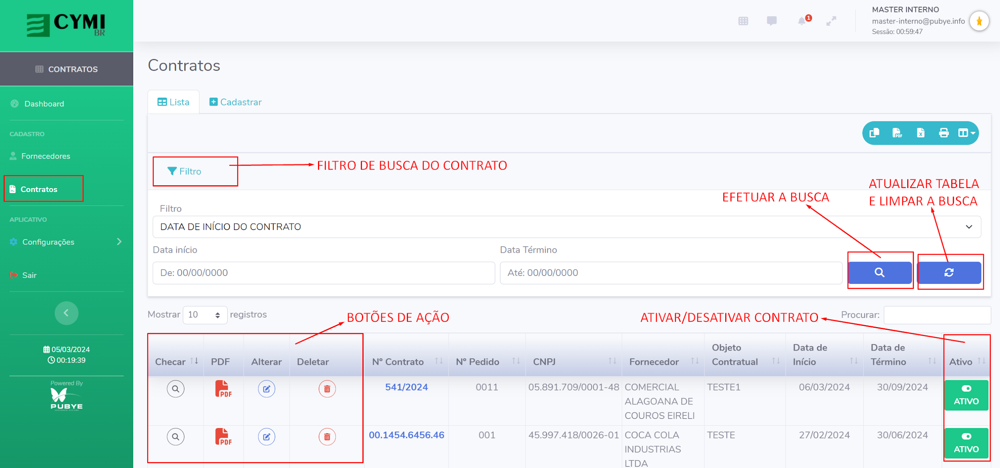 CYMI
BR
MASTER INTERNO
master-interno@pubye.info
Sessão: 00:59:47
1
CONTRATOS
Dashboard
CADASTRO
Fornecedores
Contratos
APLICATIVO
Configurações
Sair
05/03/2024
00:19:39
Powered By
PUBYE
CORPORATE SYSTEMS
Contratos
Lista
Cadastrar
PDF
X
Filtro
FILTRO DE BUSCA DO CONTRATO
EFETUAR A BUSCA
ATUALIZAR TABELA
E LIMPAR A BUSCA
Filtro
DATA DE INÍCIO DO CONTRATO
Data início
Data Término
De: 00/00/0000
Até: 00/00/0000
Mostrar 10 registros
BOTÕES DE AÇÃO
ATIVAR/DESATIVAR CONTRATO
Procurar:
Checar PDF Alterar Deletar Nº Contrato Nº Pedido CNPJ Fornecedor Objeto Contratual Data de Início Data de Término Ativo
PDF 541/2024 0011 05.891.709/0001-48 COMERCIAL TESTE1 06/03/2024 30/09/2024 ATIVO
ALAGOANA DE
COUROS EIRELI
PDF 00.1454.6456.46 001 45.997.418/0026-01 COCA COLA TESTE 27/02/2024 30/06/2024 ATIVO
INDUSTRIAS
LTDA